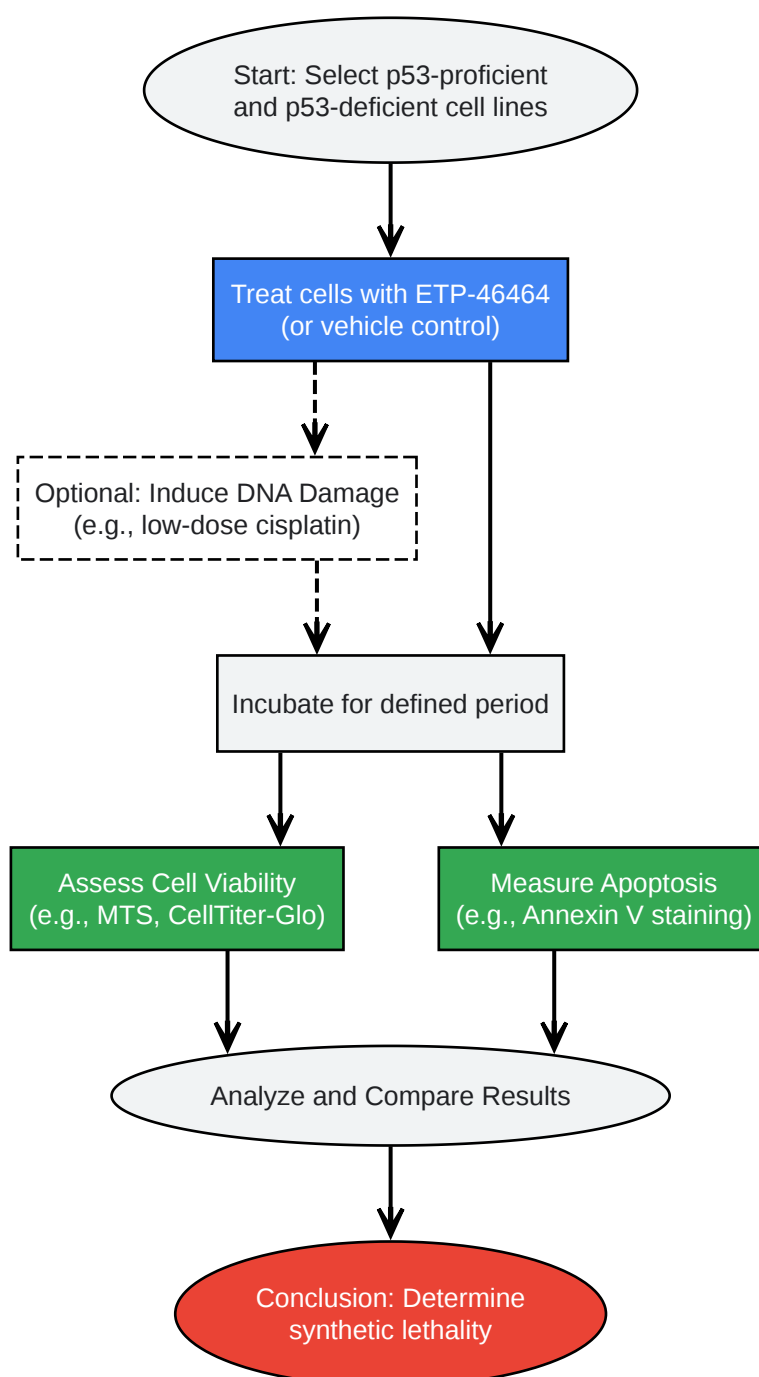 Start: Select p53-proficient
and p53-deficient cell lines
Treat cells with ETP-46464
(or vehicle control)
Optional: Induce DNA Damage
(e.g., low-dose cisplatin)
Incubate for defined period
Assess Cell Viability
(e.g., MTS, CellTiter-Glo)
Measure Apoptosis
(e.g., Annexin V staining)
Analyze and Compare Results
Conclusion: Determine
synthetic lethality